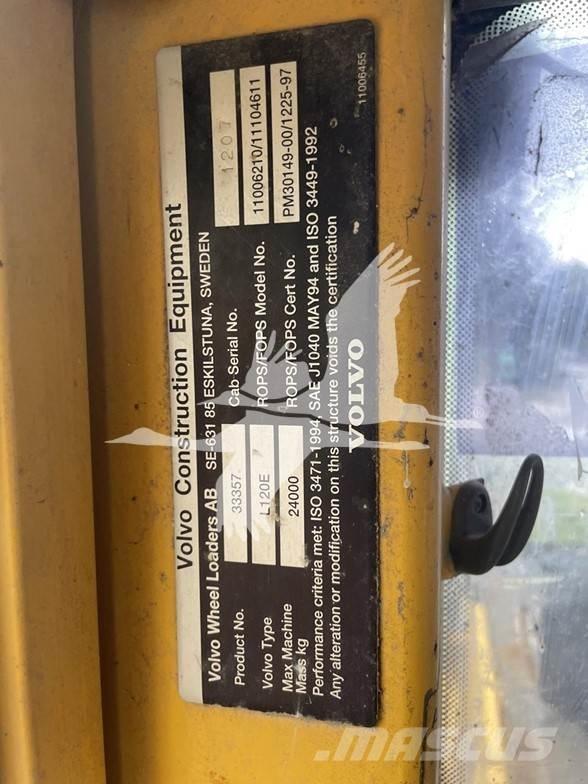 Volvo Construction Equipment
Volvo Wheel Loaders AB SE-631 85 ESKILSTUNA, SWEDEN
Product No. 33357 Cab Serial No. 1207
Volvo Type L120E ROPS/FOPS Model No. 11006210/11104611
Max Machine Mass kg 24000 ROPS/FOPS Cert No. PM30149-00/1225-97
Performance criteria met: ISO 3471-1994, SAE J1040 MAY94 and ISO 3449-1992
Any alteration or modification on this structure voids the certification
VOLVO
11006455
MASCUS